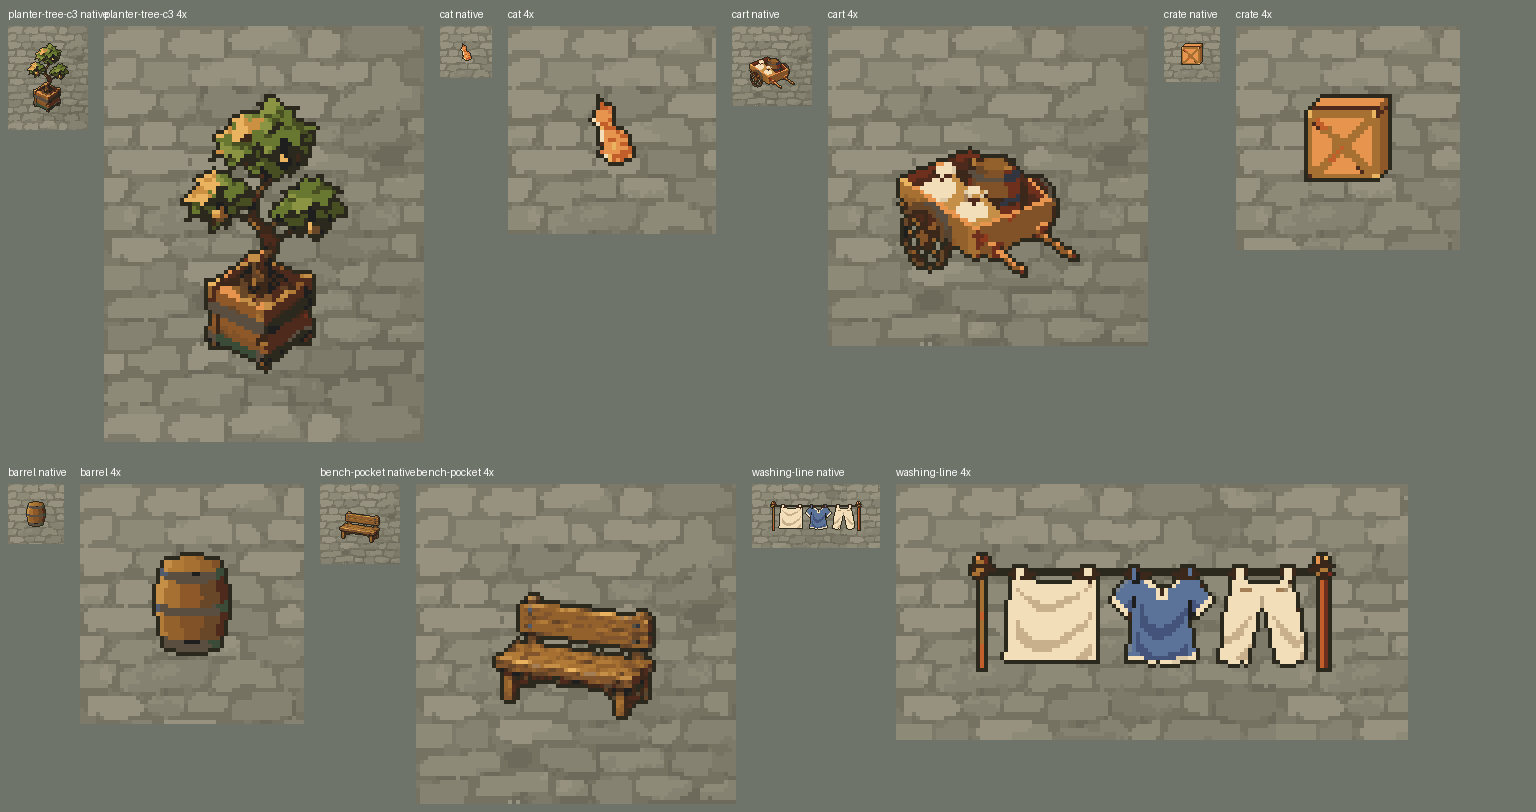 planter-tree-c3 native
planter-tree-c3 4x
cat native
cat 4x
cart native
cart 4x
crate native
crate 4x
barrel native
barrel 4x
bench-pocket native
bench-pocket 4x
washing-line native
washing-line 4x